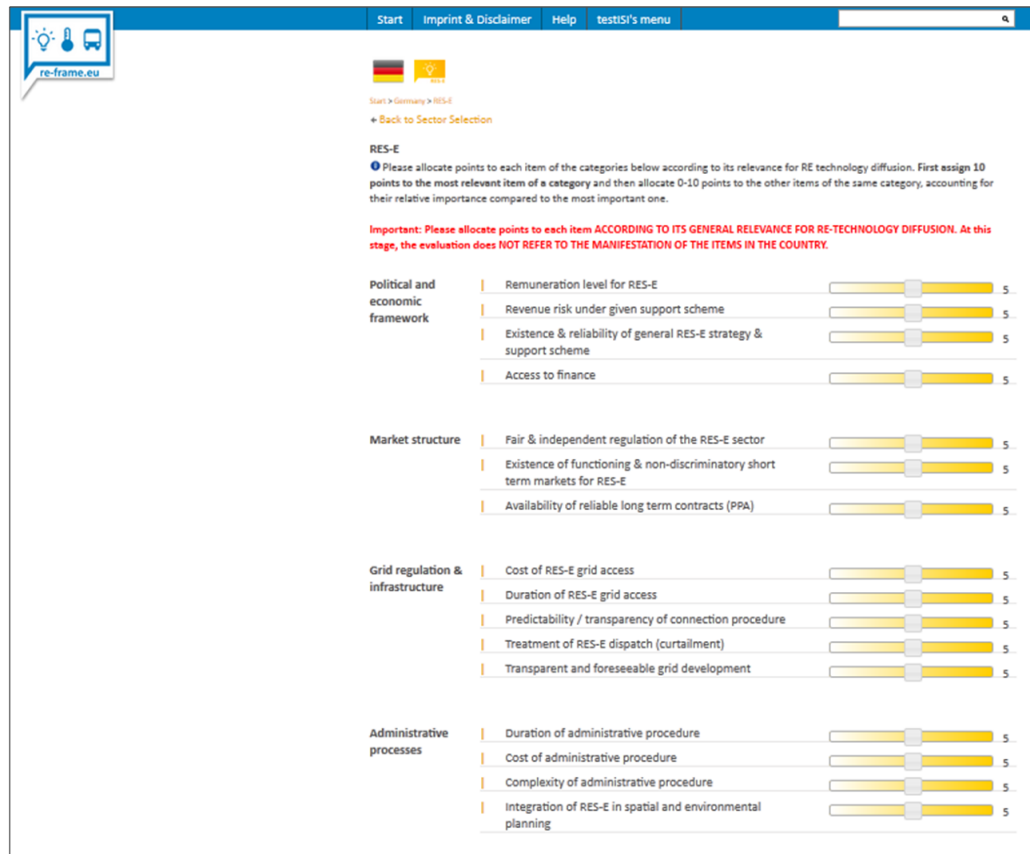 Start Imprint & Disclaimer Help testISI's menu
re-frame.eu
RES-E
Start > Germany > RES-E
Back to Sector Selection
RES-E
Please allocate points to each item of the categories below according to its relevance for RE technology diffusion. First assign 10
points to the most relevant item of a category and then allocate 0-10 points to the other items of the same category, accounting for
their relative importance compared to the most important one.
Important: Please allocate points to each item ACCORDING TO ITS GENERAL RELEVANCE FOR RE-TECHNOLOGY DIFFUSION. At this
stage, the evaluation does NOT REFER TO THE MANIFESTATION OF THE ITEMS IN THE COUNTRY.
Political and
economic
framework
Remuneration level for RES-E 5
Revenue risk under given support scheme 5
Existence & reliability of general RES-E strategy & 5
support scheme
Access to finance 5
Market structure
Fair & independent regulation of the RES-E sector 5
Existence of functioning & non-discriminatory short 5
term markets for RES-E
Availability of reliable long term contracts (PPA) 5
Grid regulation &
infrastructure
Cost of RES-E grid access 5
Duration of RES-E grid access 5
Predictability / transparency of connection procedure 5
Treatment of RES-E dispatch (curtailment) 5
Transparent and foreseeable grid development 5
Administrative
processes
Duration of administrative procedure 5
Cost of administrative procedure 5
Complexity of administrative procedure 5
Integration of RES-E in spatial and environmental 5
planning